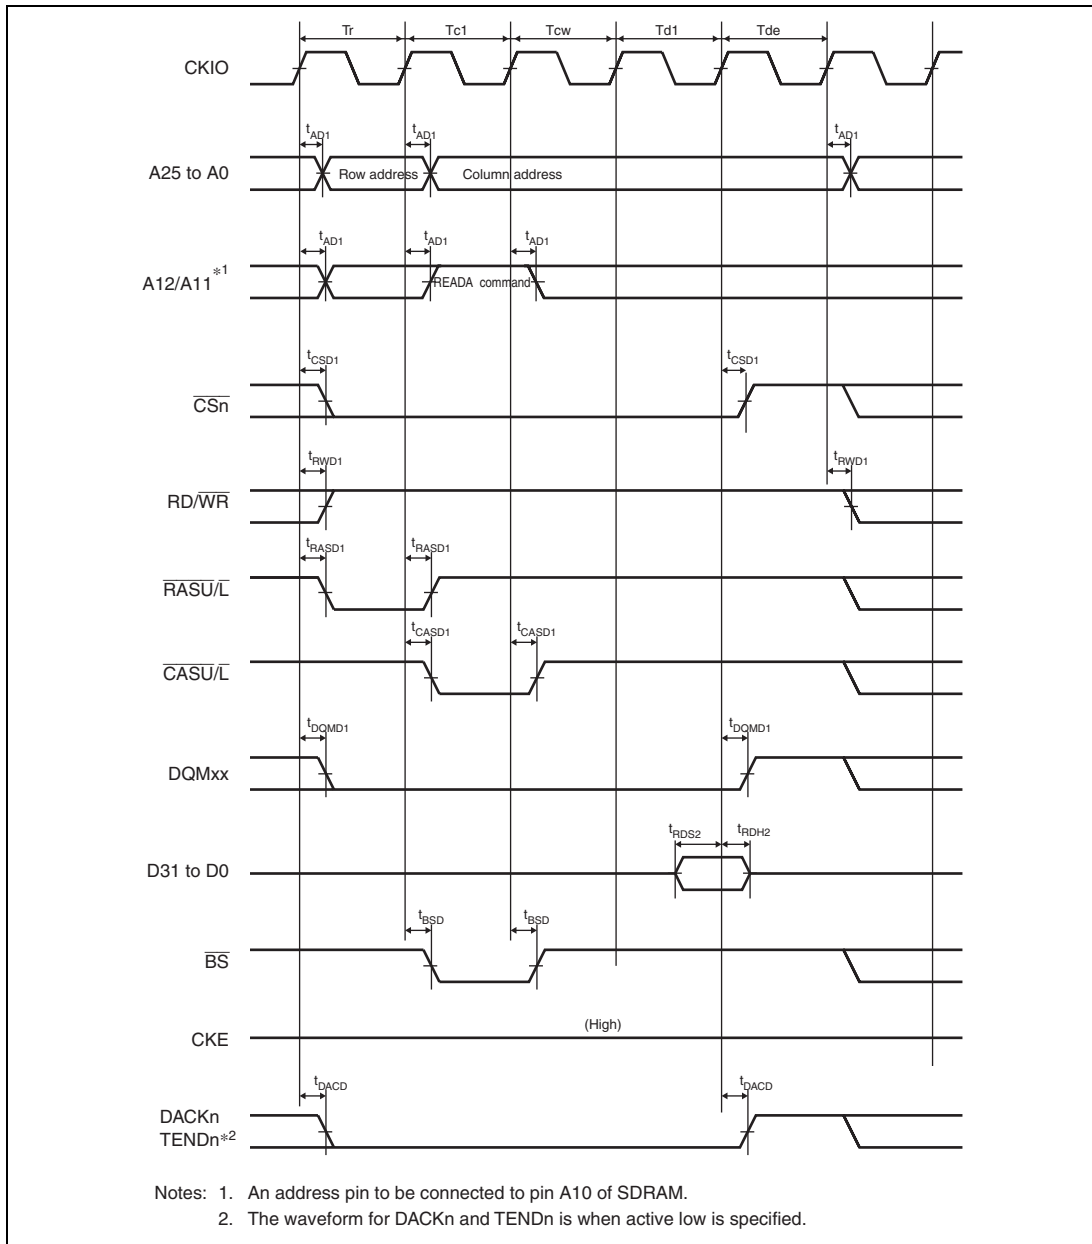 Tr Tc1 Tcw Td1 Tde
CKIO
tAD1 tAD1 tAD1
A25 to A0 Row address Column address
tAD1 tAD1 tAD1
A12/A11*1 READA command
tCSD1 tCSD1
CSn
tRWD1 tRWD1
RD/WR
tRASD1 tRASD1
RASU/L
tCASD1 tCASD1
CASU/L
tDQMD1 tDQMD1
DQMxx
tRDS2 tRDH2
D31 to D0
tBSD tBSD
BS
(High)
CKE
tDACD tDACD
DACKn
TENDn*2
Notes: 1. An address pin to be connected to pin A10 of SDRAM.
2. The waveform for DACKn and TENDn is when active low is specified.